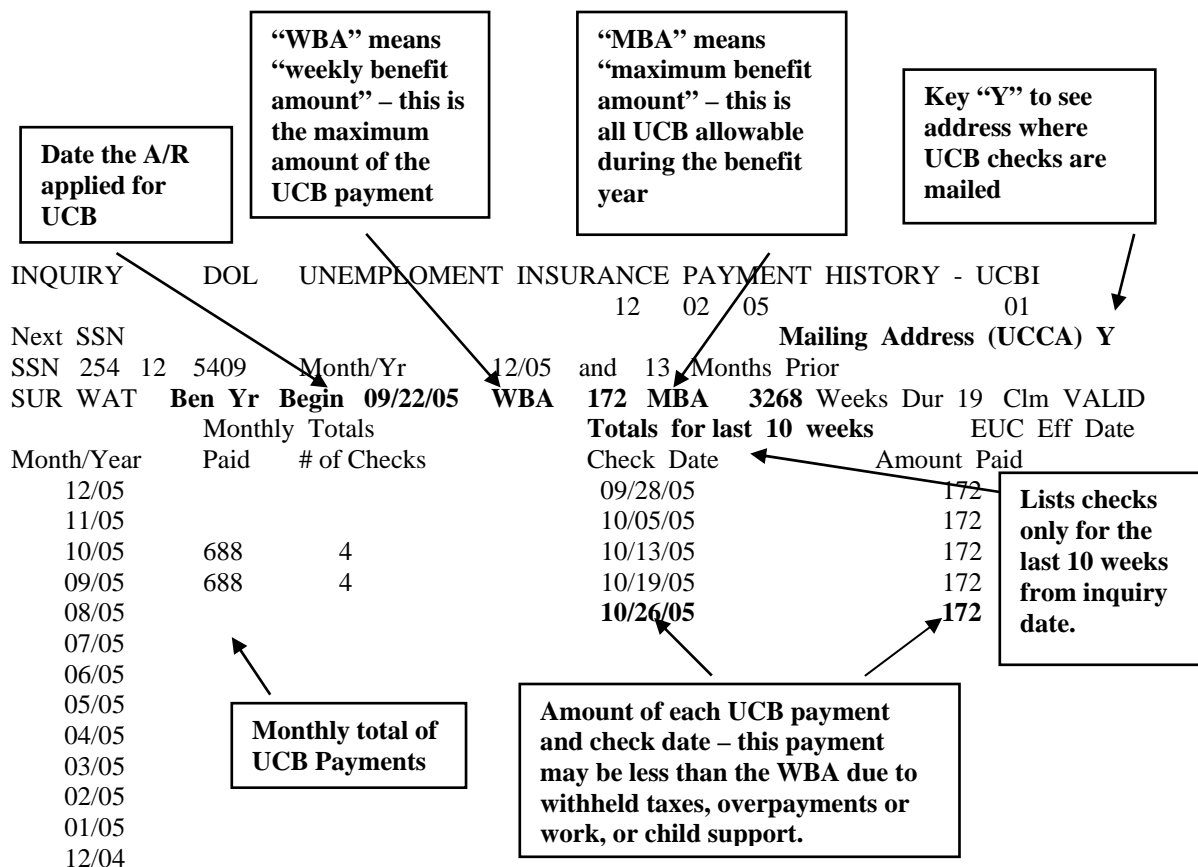 “WBA” means
“weekly benefit
amount” – this is
the maximum
amount of the
UCB payment
“MBA” means
“maximum benefit
amount” – this is
all UCB allowable
during the benefit
year
Key “Y” to see
address where
UCB checks are
mailed
Date the A/R
applied for
UCB
INQUIRY DOL UNEMPLOMENT INSURANCE PAYMENT HISTORY - UCBI
12 02 05 01
Next SSN Mailing Address (UCCA) Y
SSN 254 12 5409 Month/Yr 12/05 and 13 Months Prior
SUR WAT Ben Yr Begin 09/22/05 WBA 172 MBA 3268 Weeks Dur 19 Clm VALID
Monthly Totals Totals for last 10 weeks EUC Eff Date
Month/Year Paid # of Checks Check Date Amount Paid
12/05 09/28/05 172
11/05 10/05/05 172
10/05 688 4 10/13/05 172
09/05 688 4 10/19/05 172
08/05 10/26/05 172
07/05
06/05
05/05
04/05
03/05
02/05
01/05
12/04
Lists checks
only for the
last 10 weeks
from inquiry
date.
Monthly total of
UCB Payments
Amount of each UCB payment
and check date – this payment
may be less than the WBA due to
withheld taxes, overpayments or
work, or child support.